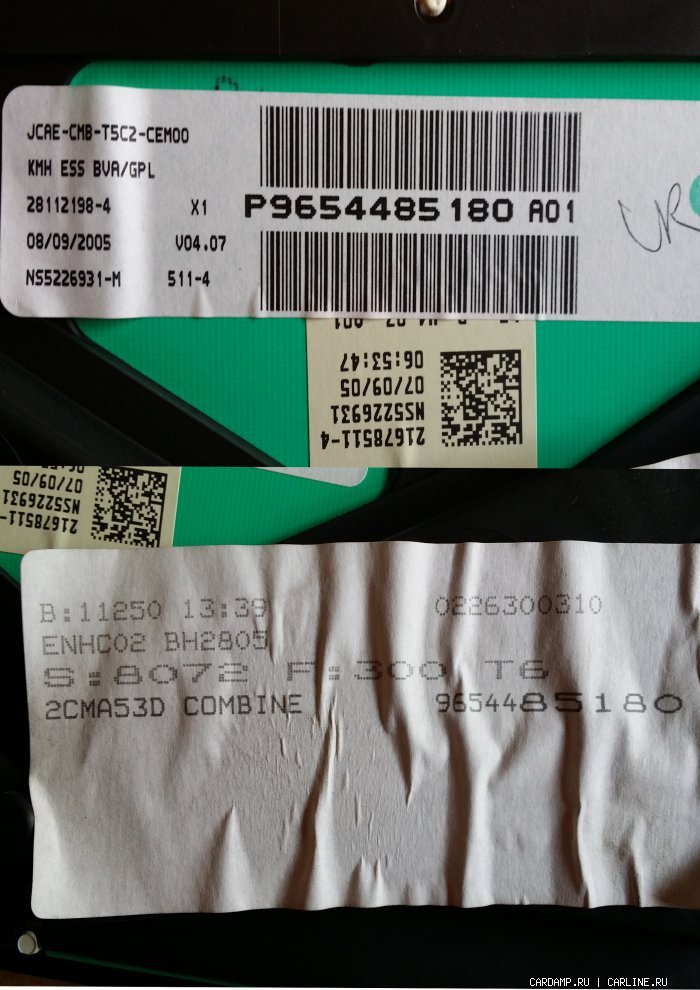 JCAE-CMB-T5C2-CEM00
KMH ESS BVA/GPL
28112198-4 X1
08/09/2005 V04.07
NS5226931-M 511-4
P9654485180 A01
21678511-4
NS5226931
07/09/05
06:53:47
21678511-
NS5226931
07/09/05
B:11250 13:39 0226300310
ENHC02 BH2805
S:8072 F:300 T6
2CMA53D COMBINE 9654485180
CARDAMP.RU | CARLINE.RU